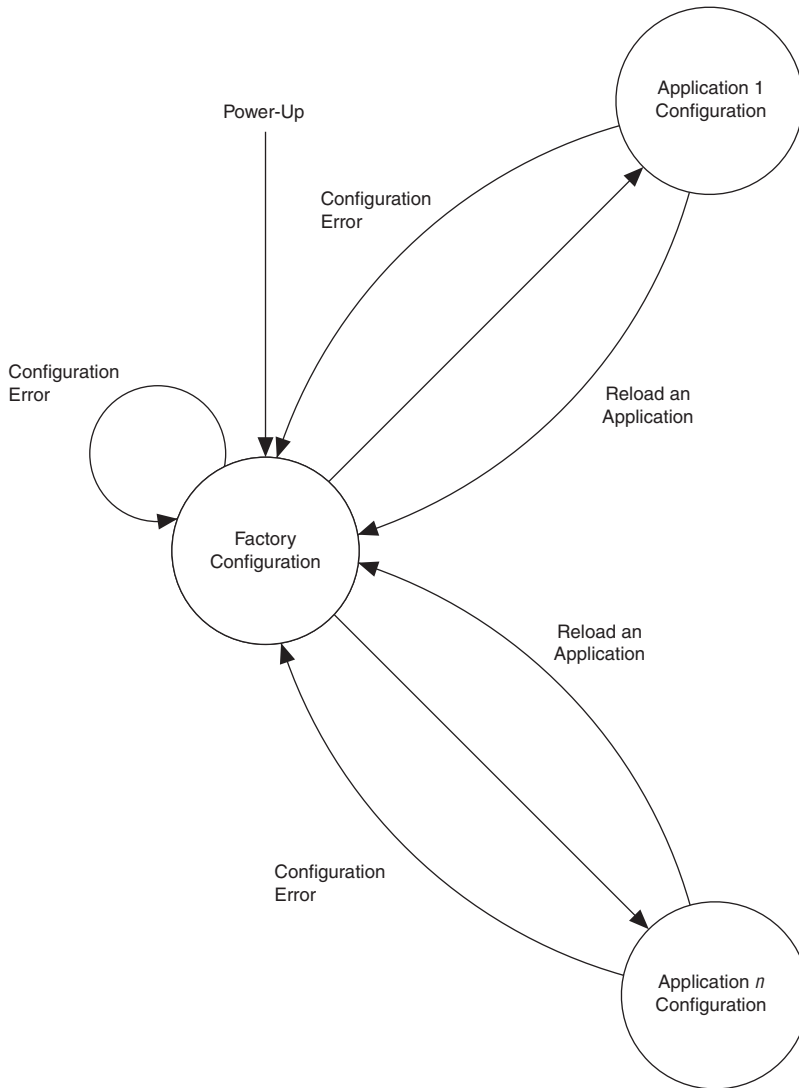 Application 1
Configuration
Power-Up
Configuration
Error
Configuration
Error
Reload an
Application
Factory
Configuration
Reload an
Application
Configuration
Error
Application n
Configuration